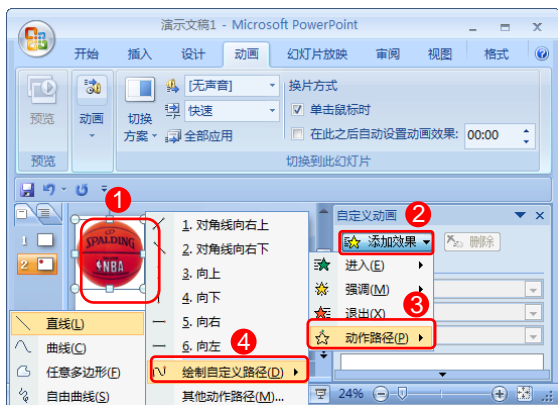 演示文稿1 - Microsoft PowerPoint
开始 插入 设计 动画 幻灯片放映 审阅 视图 格式
预览
动画
切换方案
[无声音]
快速
全部应用
换片方式
单击鼠标时
在此之后自动设置动画效果: 00:00
预览 切换到此幻灯片
1
2
1
SPALDING
NBA
自定义动画 2
添加效果 删除
进入(E)
强调(M)
退出(X)
3
动作路径(P)
1. 对角线向右上
2. 对角线向右下
3. 向上
4. 向下
5. 向右
6. 向左
4
绘制自定义路径(D)
其他动作路径(M)...
直线(L)
曲线(C)
任意多边形(F)
自由曲线(S)
24%